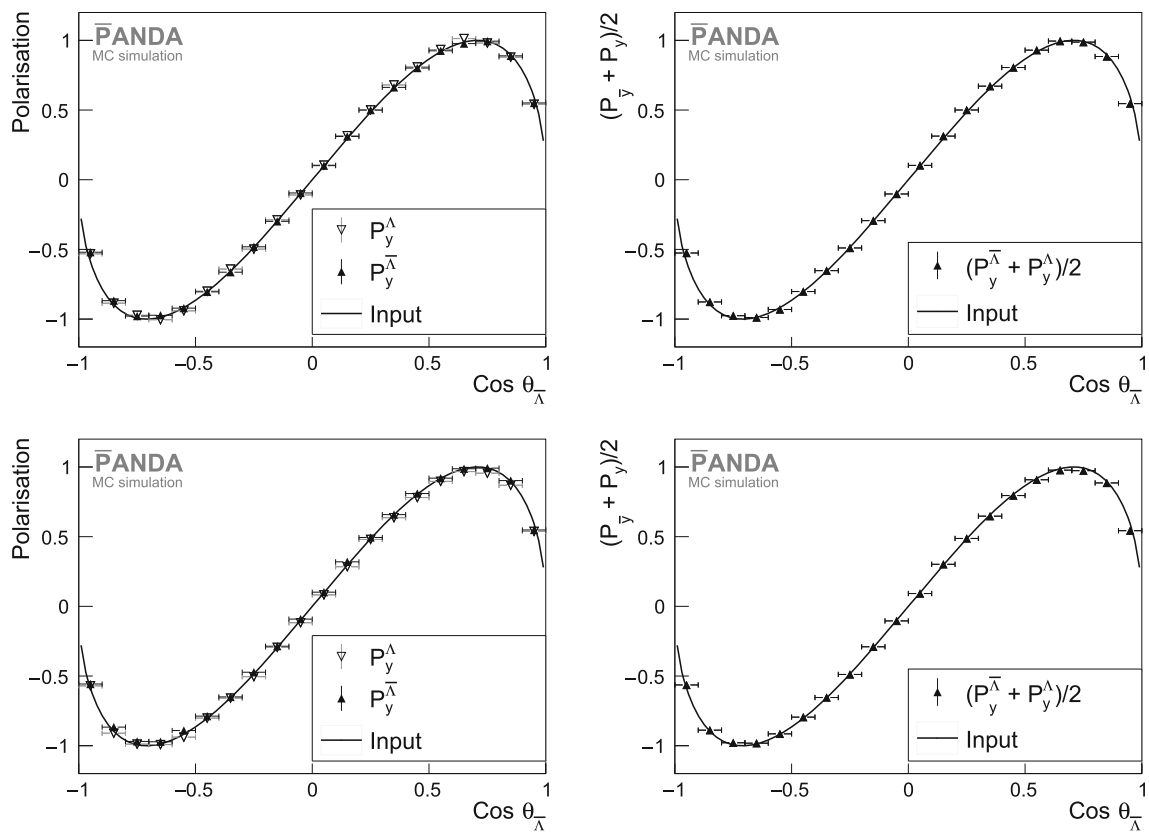 Polarisation
P̅ANDA
MC simulation
1
0.5
0
−0.5
−1
P_y^Λ
P_y^Λ̅
Input
−1 −0.5 0 0.5 1
Cos θ_Λ̅
(P_y̅ + P_y)/2
P̅ANDA
MC simulation
1
0.5
0
−0.5
−1
(P_y^Λ̅ + P_y^Λ)/2
Input
−1 −0.5 0 0.5 1
Cos θ_Λ̅
Polarisation
P̅ANDA
MC simulation
1
0.5
0
−0.5
−1
P_y^Λ
P_y^Λ̅
Input
−1 −0.5 0 0.5 1
Cos θ_Λ̅
(P_y̅ + P_y)/2
P̅ANDA
MC simulation
1
0.5
0
−0.5
−1
(P_y^Λ̅ + P_y^Λ)/2
Input
−1 −0.5 0 0.5 1
Cos θ_Λ̅